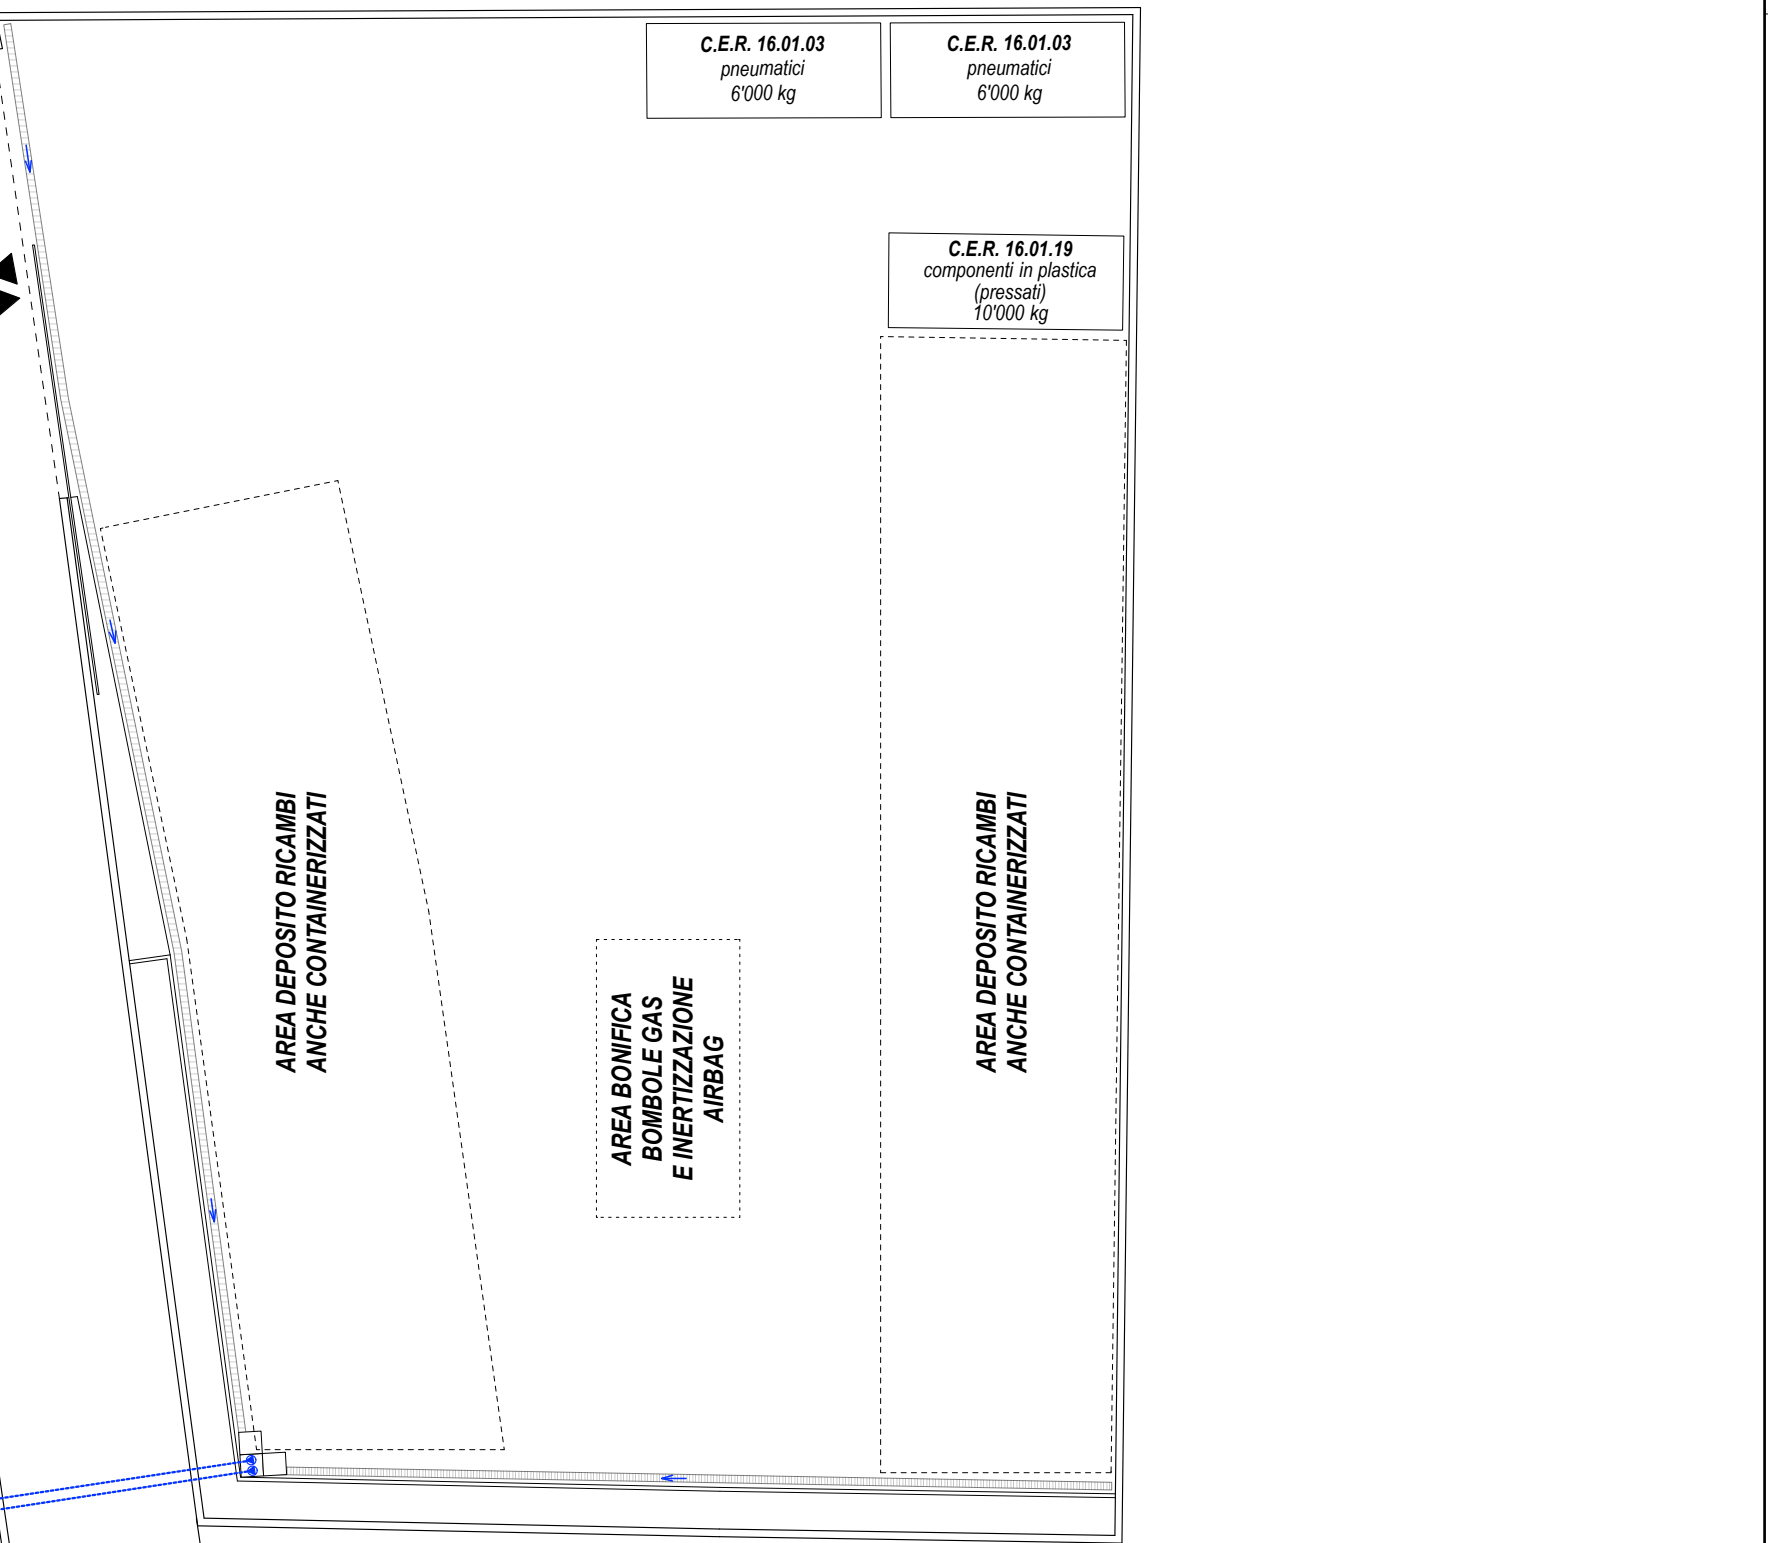 C.E.R. 16.01.03
pneumatici
6'000 kg
C.E.R. 16.01.03
pneumatici
6'000 kg
C.E.R. 16.01.19
componenti in plastica
(pressati)
10'000 kg
AREA DEPOSITO RICAMBI
ANCHE CONTAINERIZZATI
AREA BONIFICA
BOMBOLE GAS
E INERTIZZAZIONE
AIRBAG
AREA DEPOSITO RICAMBI
ANCHE CONTAINERIZZATI